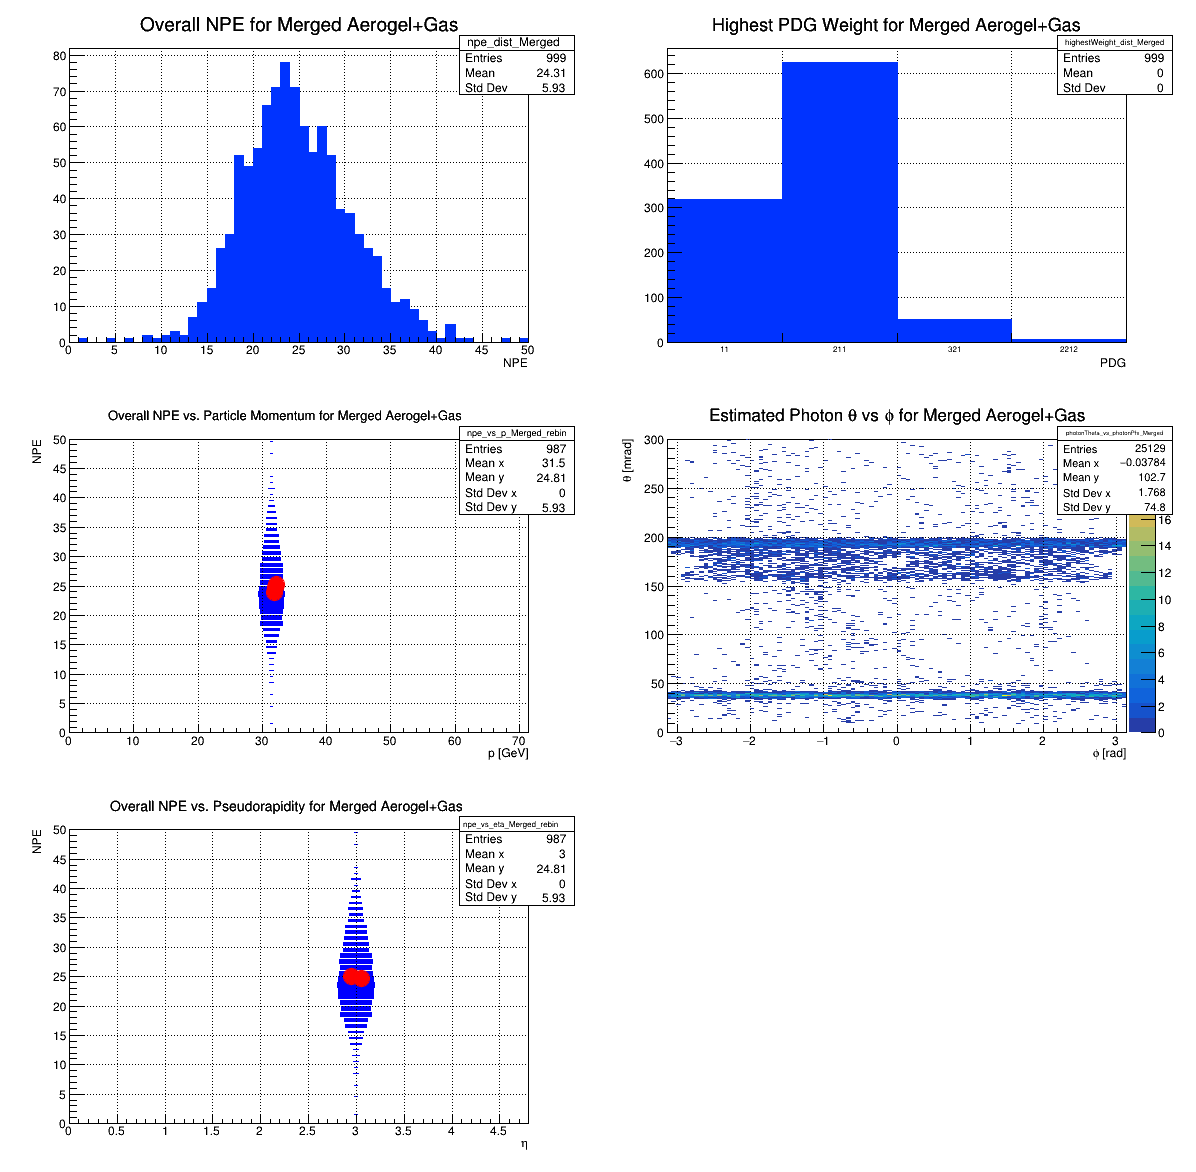 Overall NPE for Merged Aerogel+Gas
npe_dist_Merged
Entries 999
Mean 24.31
Std Dev 5.93
80
70
60
50
40
30
20
10
0
0 5 10 15 20 25 30 35 40 45 50
NPE
Highest PDG Weight for Merged Aerogel+Gas
highestWeight_dist_Merged
Entries 999
Mean 0
Std Dev 0
600
500
400
300
200
100
0
11 211 321 2212
PDG
Overall NPE vs. Particle Momentum for Merged Aerogel+Gas
npe_vs_p_Merged_rebin
Entries 987
Mean x 31.5
Mean y 24.81
Std Dev x 0
Std Dev y 5.93
NPE
50
45
40
35
30
25
20
15
10
5
0
0 10 20 30 40 50 60 70
p [GeV]
Estimated Photon θ vs ϕ for Merged Aerogel+Gas
photonTheta_vs_photonPhi_Merged
Entries 25129
Mean x −0.03784
Mean y 102.7
Std Dev x 1.768
Std Dev y 74.8
θ [mrad]
300
250
200
150
100
50
0
−3 −2 −1 0 1 2 3
ϕ [rad]
16
14
12
10
8
6
4
2
0
Overall NPE vs. Pseudorapidity for Merged Aerogel+Gas
npe_vs_eta_Merged_rebin
Entries 987
Mean x 3
Mean y 24.81
Std Dev x 0
Std Dev y 5.93
NPE
50
45
40
35
30
25
20
15
10
5
0
0 0.5 1 1.5 2 2.5 3 3.5 4 4.5
η